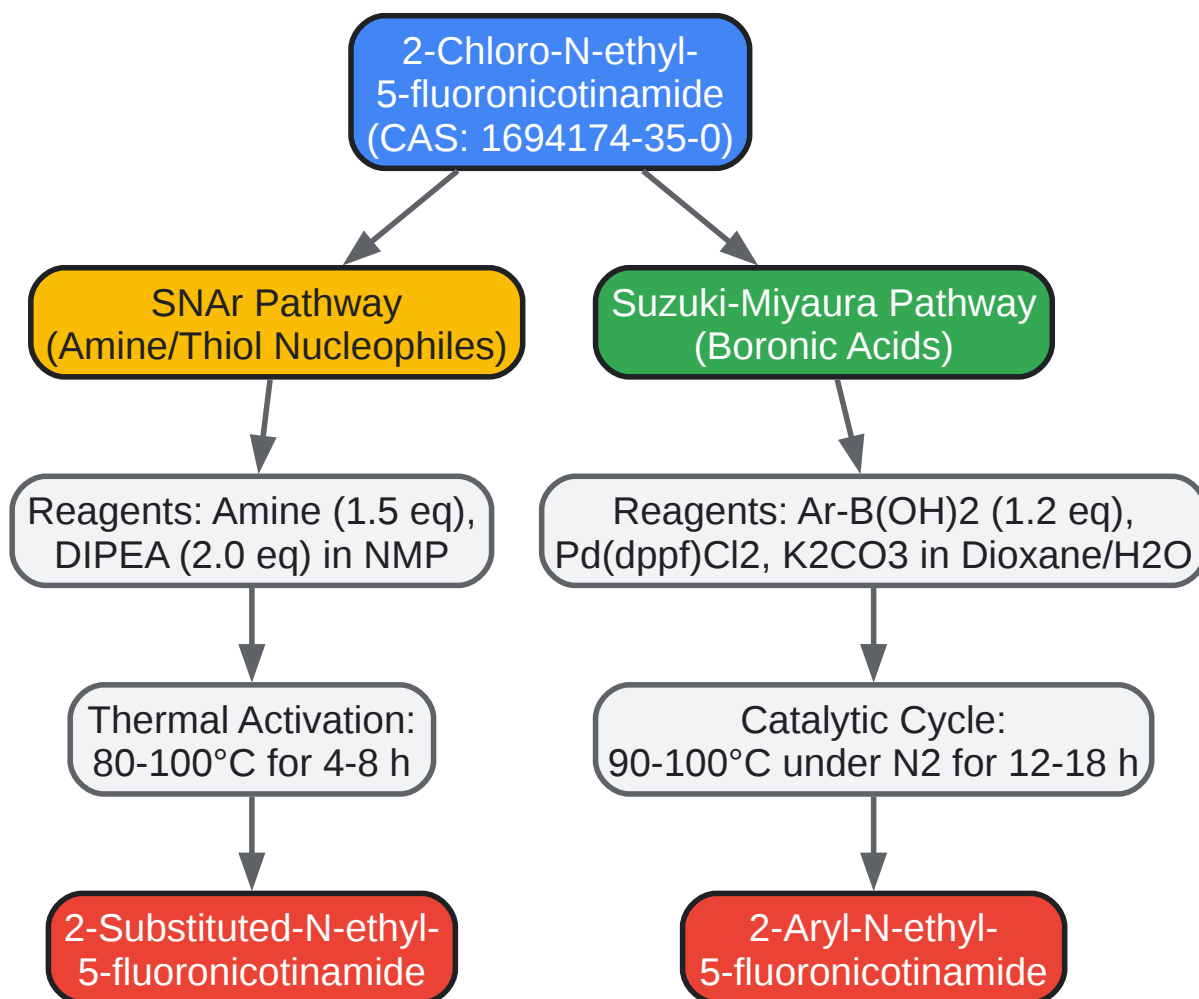 2-Chloro-N-ethyl-
5-fluoronicotinamide
(CAS: 1694174-35-0)
SNAr Pathway
(Amine/Thiol Nucleophiles)
Suzuki-Miyaura Pathway
(Boronic Acids)
Reagents: Amine (1.5 eq),
DIPEA (2.0 eq) in NMP
Reagents: Ar-B(OH)2 (1.2 eq),
Pd(dppf)Cl2, K2CO3 in Dioxane/H2O
Thermal Activation:
80-100°C for 4-8 h
Catalytic Cycle:
90-100°C under N2 for 12-18 h
2-Substituted-N-ethyl-
5-fluoronicotinamide
2-Aryl-N-ethyl-
5-fluoronicotinamide